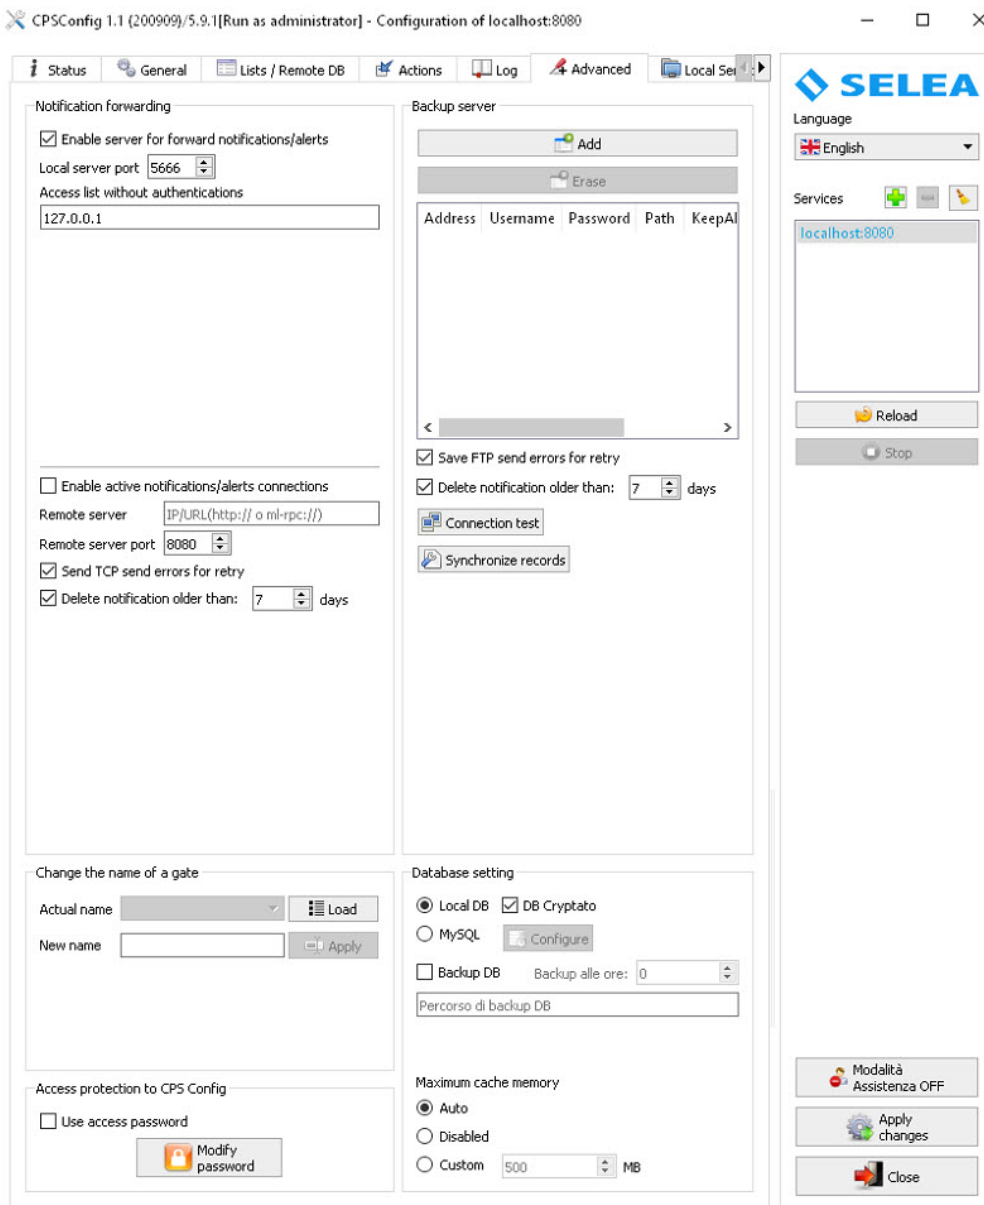 CPSConfig 1.1 (200909)/5.9.1[Run as administrator] - Configuration of localhost:8080
Status General Lists / Remote DB Actions Log Advanced Local Ser
SELEA
Language
English
Services
localhost:8080
Reload
Stop
Notification forwarding
Enable server for forward notifications/alerts
Local server port 5666
Access list without authentications
127.0.0.1
Enable active notifications/alerts connections
Remote server IP/URL(http:// o ml-rpc://)
Remote server port 8080
Send TCP send errors for retry
Delete notification older than: 7 days
Backup server
Add
Erase
Address Username Password Path KeepAl
Save FTP send errors for retry
Delete notification older than: 7 days
Connection test
Synchronize records
Change the name of a gate
Actual name Load
New name Apply
Database setting
Local DB DB Cryptato
MySQL Configure
Backup DB Backup alle ore: 0
Percorso di backup DB
Access protection to CPS Config
Use access password
Modify
password
Maximum cache memory
Auto
Disabled
Custom 500 MB
Modalità
Assistenza OFF
Apply
changes
Close